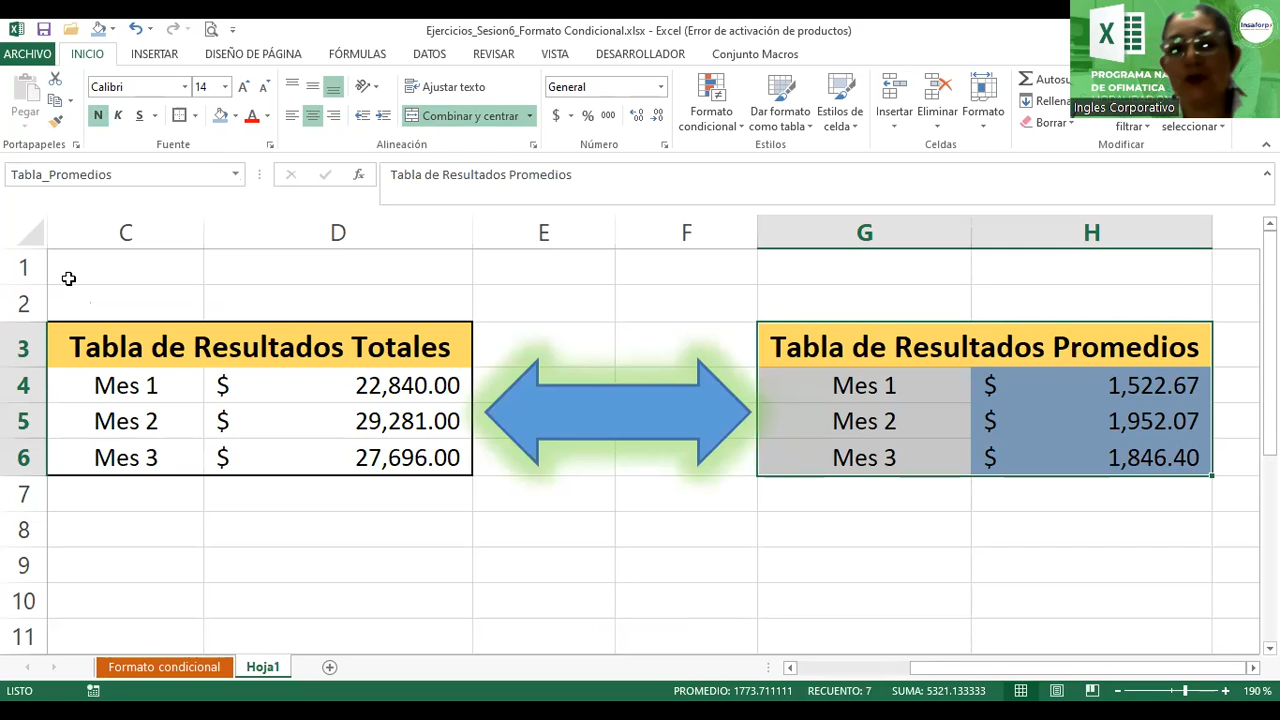 Ejercicios_Sesion6_Formato Condicional.xlsx - Excel (Error de activación de productos)
ARCHIVO INICIO INSERTAR DISEÑO DE PÁGINA FÓRMULAS DATOS REVISAR VISTA DESARROLLADOR Conjunto Macros
Insaforp
PROGRAMA NA
DE OFIMÁTICA
Ingles Corporativo
Pegar
Calibri 14
N K S
Ajustar texto
Combinar y centrar
General
$ % 000
Formato condicional
Dar formato como tabla
Estilos de celda
Insertar Eliminar Formato
Autosu
Rellena
Borrar
filtrar seleccionar
Portapapeles Fuente Alineación Número Estilos Celdas Modificar
Tabla_Promedios
Tabla de Resultados Promedios
C D E F G H
1
2
3 Tabla de Resultados Totales Tabla de Resultados Promedios
4 Mes 1 $ 22,840.00 Mes 1 $ 1,522.67
5 Mes 2 $ 29,281.00 Mes 2 $ 1,952.07
6 Mes 3 $ 27,696.00 Mes 3 $ 1,846.40
7
8
9
10
11
Formato condicional Hoja1
LISTO PROMEDIO: 1773.711111 RECUENTO: 7 SUMA: 5321.133333 190 %